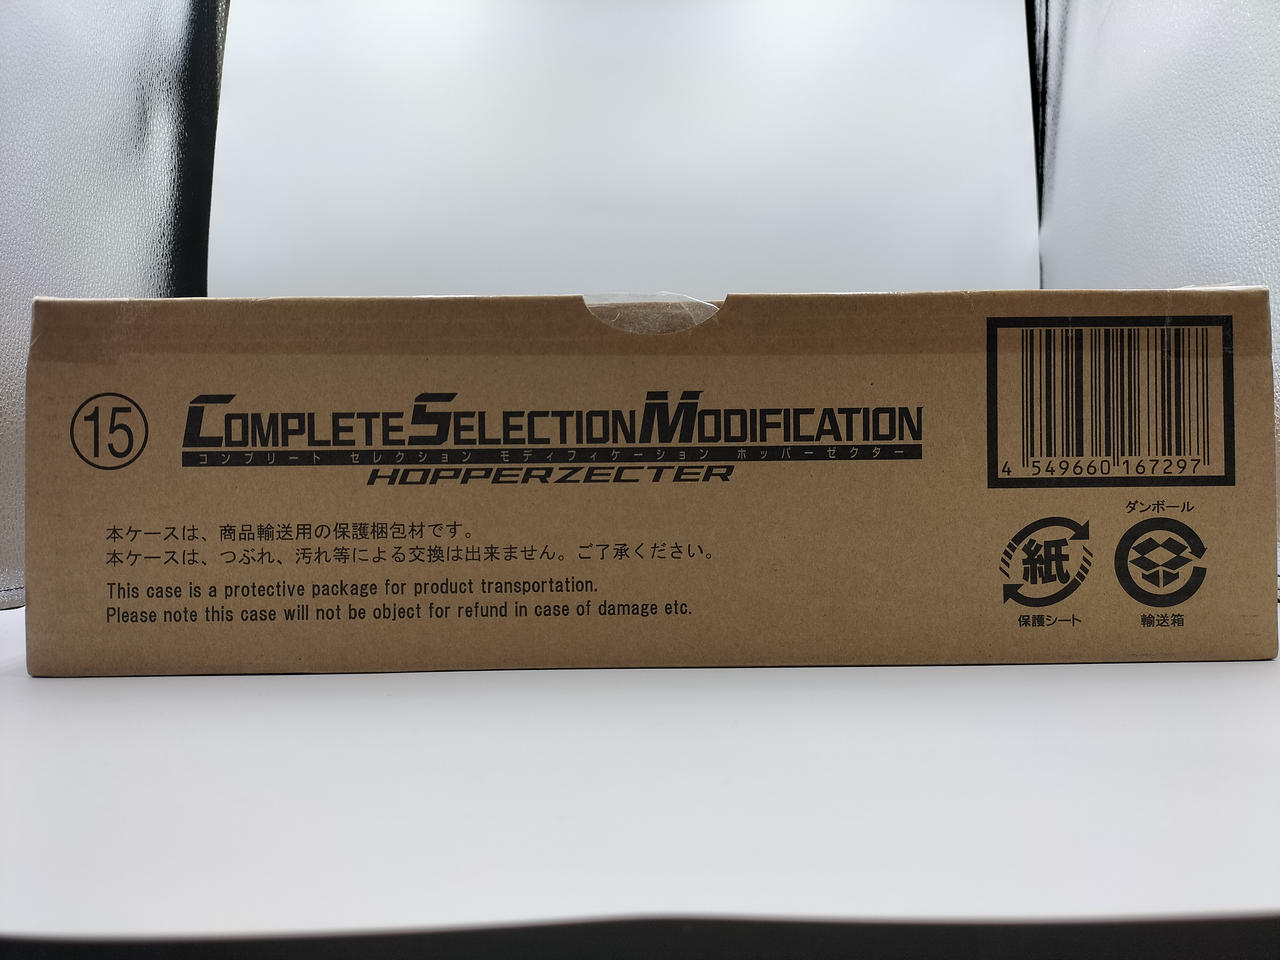 15
COMPLETE SELECTION MODIFICATION
コンプリート セレクション モディフィケーション ホッパーゼクター
HOPPERZECTER
本ケースは、商品輸送用の保護梱包材です。
本ケースは、つぶれ、汚れ等による交換は出来ません。ご了承ください。
This case is a protective package for product transportation.
Please note this case will not be object for refund in case of damage etc.
4 549660 167297
ダンボール
紙
保護シート
輸送箱